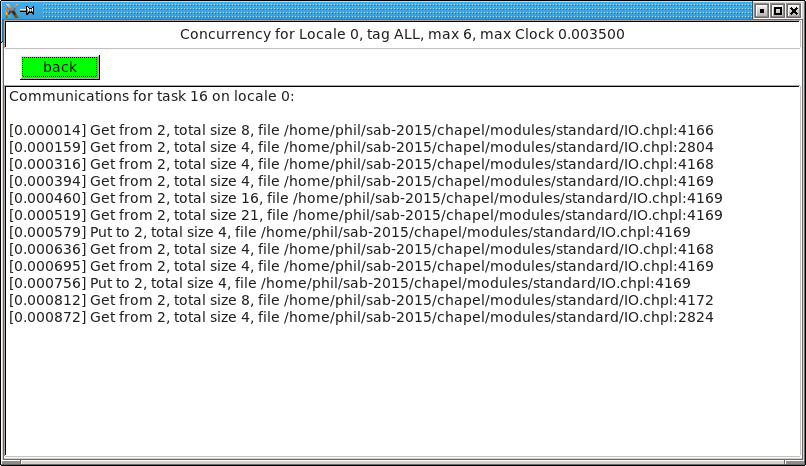 Concurrency for Locale 0, tag ALL, max 6, max Clock 0.003500
back
Communications for task 16 on locale 0:
[0.000014] Get from 2, total size 8, file /home/phil/sab-2015/chapel/modules/standard/IO.chpl:4166
[0.000159] Get from 2, total size 4, file /home/phil/sab-2015/chapel/modules/standard/IO.chpl:2804
[0.000316] Get from 2, total size 4, file /home/phil/sab-2015/chapel/modules/standard/IO.chpl:4168
[0.000394] Get from 2, total size 4, file /home/phil/sab-2015/chapel/modules/standard/IO.chpl:4169
[0.000460] Get from 2, total size 16, file /home/phil/sab-2015/chapel/modules/standard/IO.chpl:4169
[0.000519] Get from 2, total size 21, file /home/phil/sab-2015/chapel/modules/standard/IO.chpl:4169
[0.000579] Put to 2, total size 4, file /home/phil/sab-2015/chapel/modules/standard/IO.chpl:4169
[0.000636] Get from 2, total size 4, file /home/phil/sab-2015/chapel/modules/standard/IO.chpl:4168
[0.000695] Get from 2, total size 4, file /home/phil/sab-2015/chapel/modules/standard/IO.chpl:4169
[0.000756] Put to 2, total size 4, file /home/phil/sab-2015/chapel/modules/standard/IO.chpl:4169
[0.000812] Get from 2, total size 8, file /home/phil/sab-2015/chapel/modules/standard/IO.chpl:4172
[0.000872] Get from 2, total size 4, file /home/phil/sab-2015/chapel/modules/standard/IO.chpl:2824